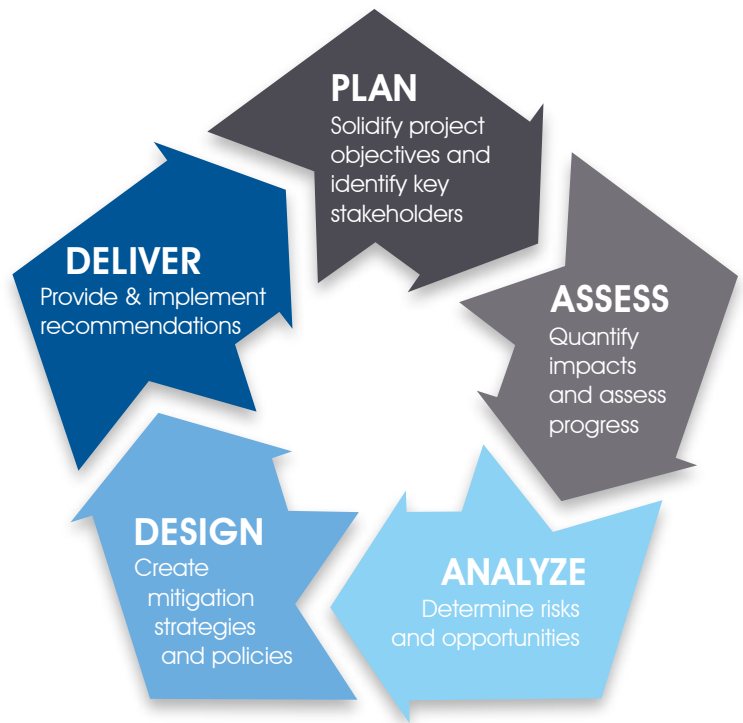 PLAN
Solidify project
objectives and
identify key
stakeholders
ASSESS
Quantify
impacts
and assess
progress
ANALYZE
Determine risks
and opportunities
DESIGN
Create
mitigation
strategies
and policies
DELIVER
Provide & implement
recommendations